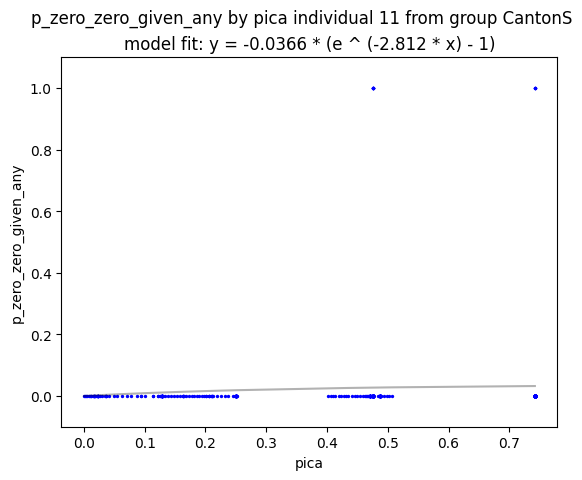 p_zero_zero_given_any by pica individual 11 from group CantonS
model fit: y = -0.0366 * (e ^ (-2.812 * x) - 1)
1.0
0.8
0.6
0.4
0.2
0.0
p_zero_zero_given_any
0.0 0.1 0.2 0.3 0.4 0.5 0.6 0.7
pica